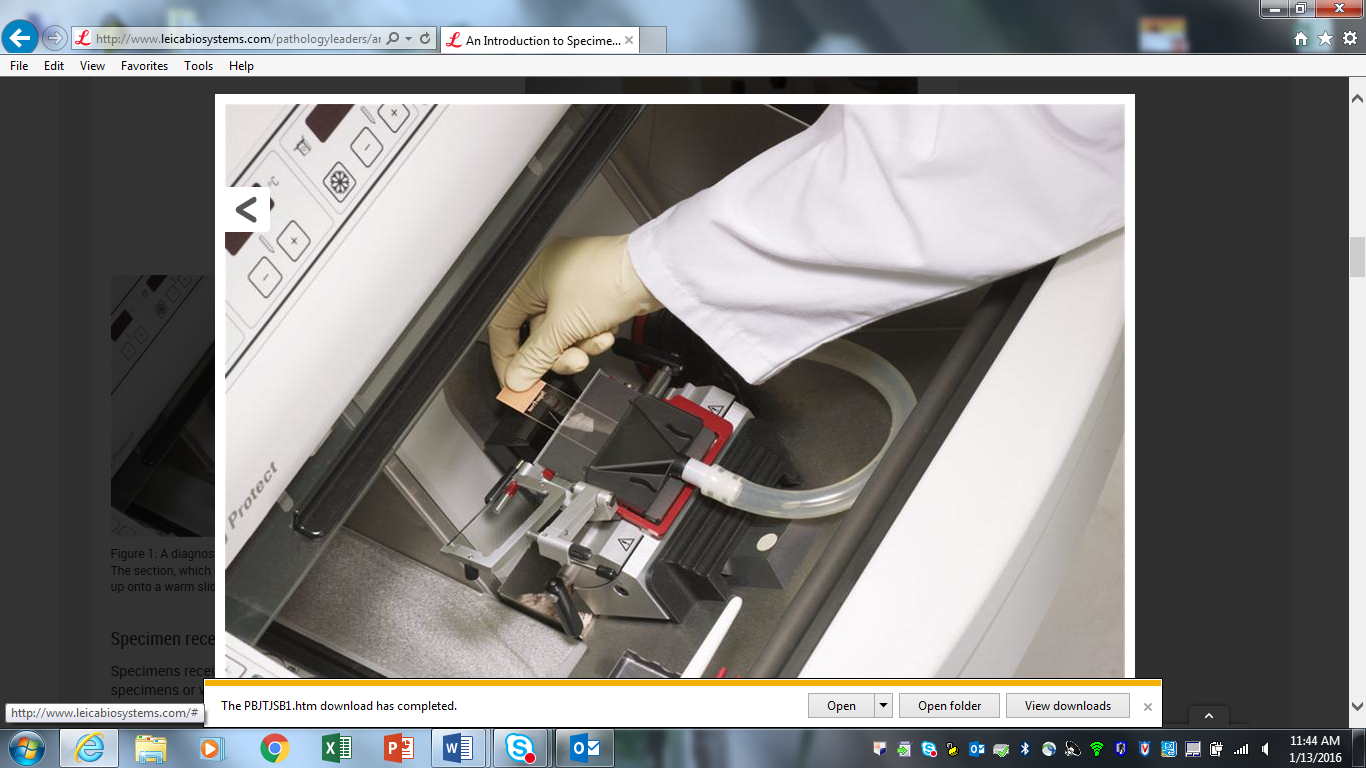 http://www.leicabiosystems.com/pathologyleaders/ar
An Introduction to Specime...
File Edit View Favorites Tools Help
°C
Protect
Figure 1: A diagnos
The section, which
up onto a warm slid
Specimen rece
Specimens recei
specimens or v
The PBJTJSB1.htm download has completed.
Open
Open folder
View downloads
http://www.leicabiosystems.com/#
11:44 AM
1/13/2016